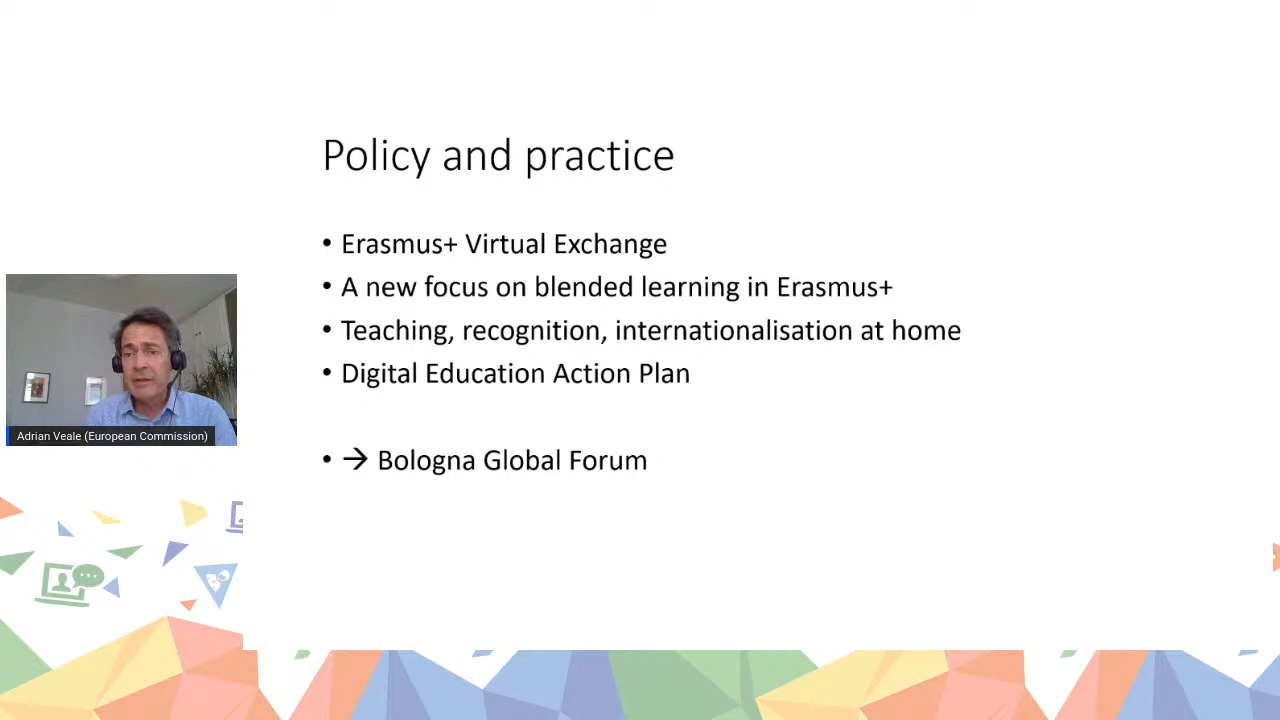 Policy and practice
• Erasmus+ Virtual Exchange
• A new focus on blended learning in Erasmus+
• Teaching, recognition, internationalisation at home
• Digital Education Action Plan
• → Bologna Global Forum
Adrian Veale (European Commission)